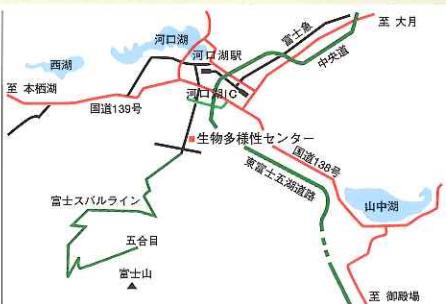 至 大月
河口湖
富士急
河口湖駅
中央道
西湖
至 本栖湖
河口湖IC
国道139号
生物多様性センター
国道138号
東富士五湖道路
富士スバルライン
山中湖
五合目
富士山
至 御殿場